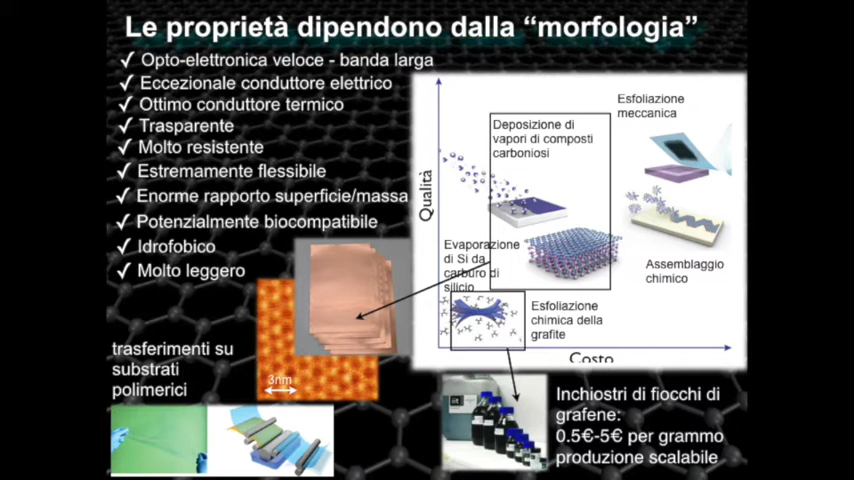 Le proprietà dipendono dalla “morfologia”
✓ Opto-elettronica veloce - banda larga
✓ Eccezionale conduttore elettrico
✓ Ottimo conduttore termico
✓ Trasparente
✓ Molto resistente
✓ Estremamente flessibile
✓ Enorme rapporto superficie/massa
✓ Potenzialmente biocompatibile
✓ Idrofobico
✓ Molto leggero
Qualità
Deposizione di
vapori di composti
carboniosi
Esfoliazione
meccanica
Evaporazione
di Si da
carburo di
silicio
Assemblaggio
chimico
Esfoliazione
chimica della
grafite
Costo
3nm
trasferimenti su
substrati
polimerici
Inchiostri di fiocchi di
grafene:
0.5€-5€ per grammo
produzione scalabile